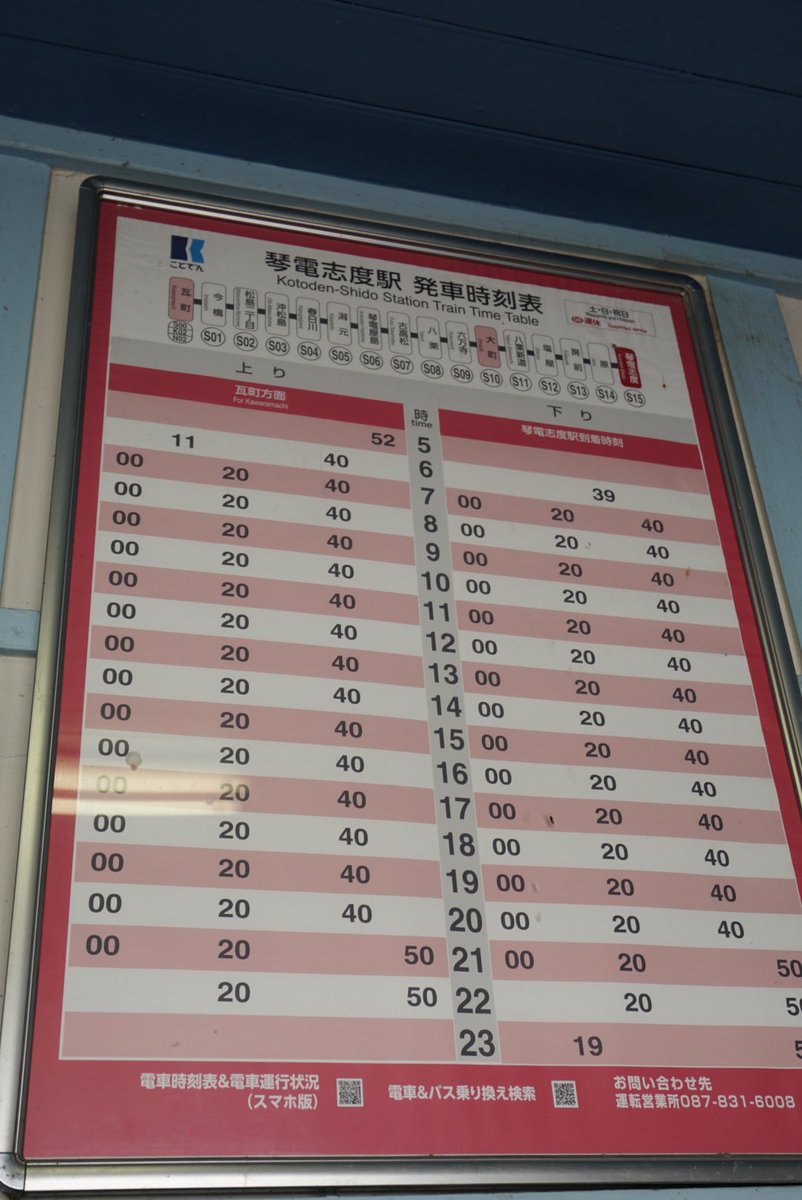 ことでん
琴電志度駅 発車時刻表
Kotoden-Shido Station Train Time Table
土・日・祝日
運休
瓦町 今橋 松島二丁目 沖松島 春日川 潟元 琴電屋島 古高松 八栗 六万寺 大町 八栗新道 塩屋 房前 原 琴電志度
S00 K02 N02 S01 S02 S03 S04 S05 S06 S07 S08 S09 S10 S11 S12 S13 S14 S15
上り 時 time 下り
瓦町方面 琴電志度駅到着時刻
For Kawaramachi
52 5
11 40 6 39
00 20 40 7 00 20 40
00 20 40 8 00 20 40
00 20 40 9 00 20 40
00 20 40 10 00 20 40
00 20 40 11 00 20 40
00 20 40 12 00 20 40
00 20 40 13 00 20 40
00 20 40 14 00 20 40
00 20 40 15 00 20 40
00 20 40 16 00 20 40
00 20 40 17 00 20 40
00 20 40 18 00 20 40
00 20 40 19 00 20 40
00 20 40 20 00 20 40
00 20 50 21 00 20 50
20 50 22 20 50
23 19
電車時刻表&電車運行状況
(スマホ版)
電車&バス乗り換え検索
お問い合わせ先
運転営業所087-831-6008